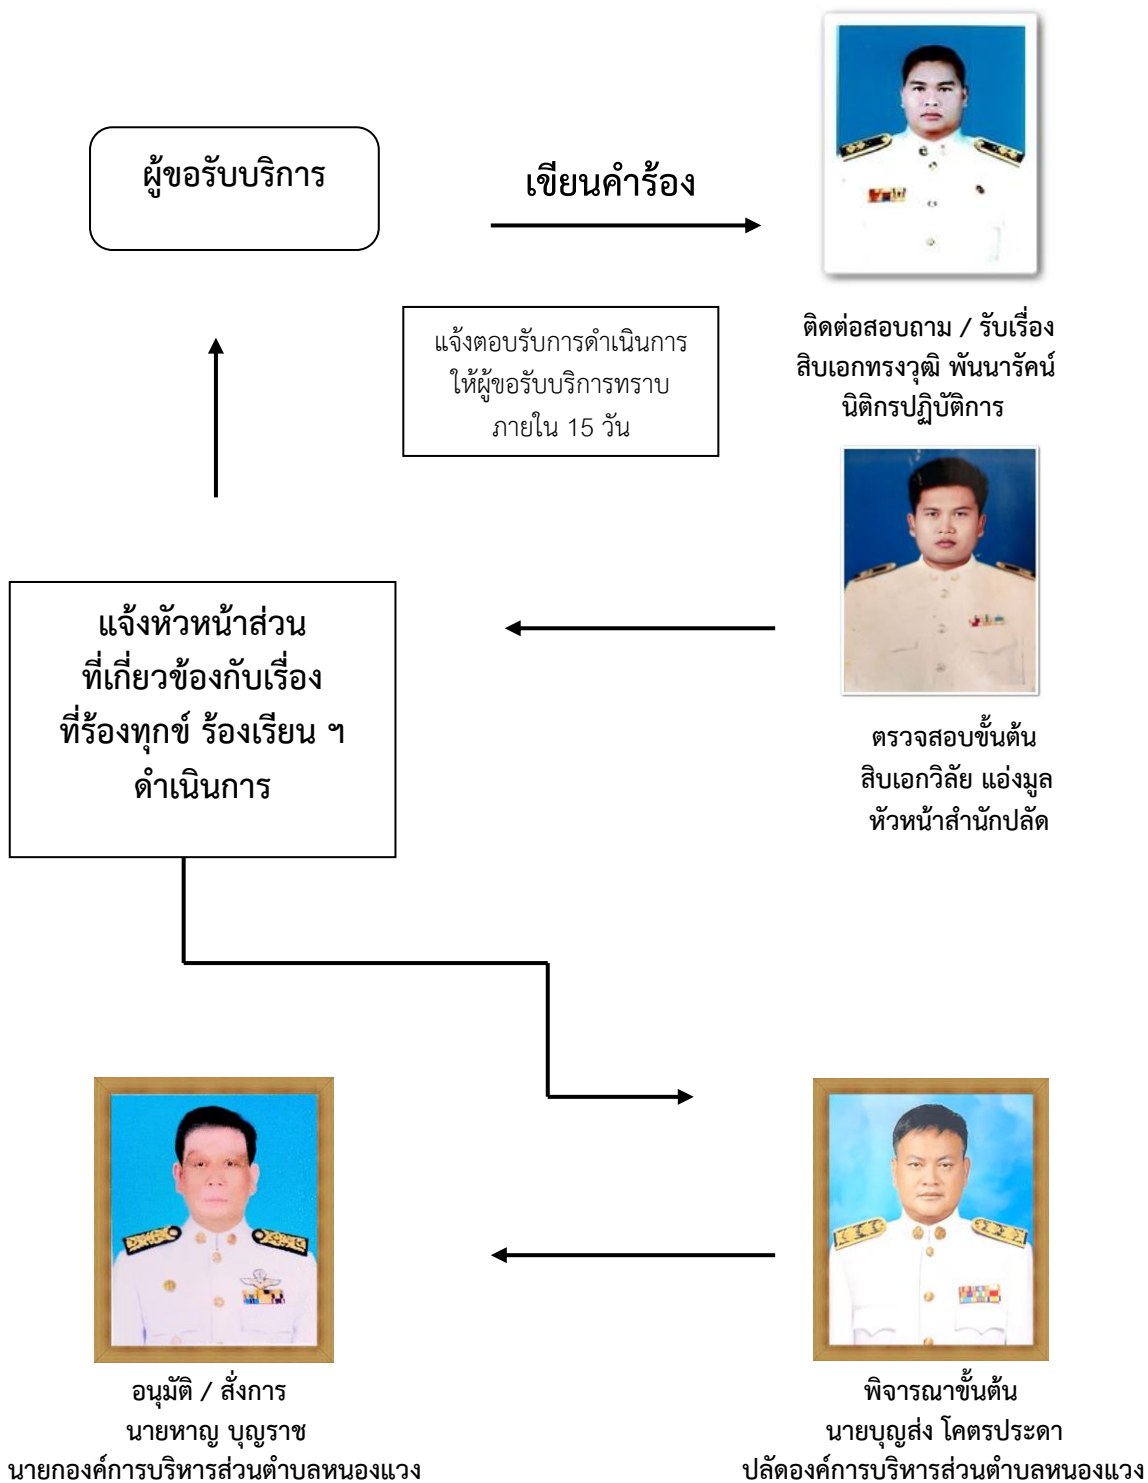 ผู้ขอรับบริการ
เขียนคำร้อง
ติดต่อสอบถาม / รับเรื่อง
สิบเอกทรงวุฒิ พันนารัคน์
นิติกรปฏิบัติการ
แจ้งตอบรับการดำเนินการ
ให้ผู้ขอรับบริการทราบ
ภายใน 15 วัน
แจ้งหัวหน้าส่วน
ที่เกี่ยวข้องกับเรื่อง
ที่ร้องทุกข์ ร้องเรียน ฯ
ดำเนินการ
ตรวจสอบขั้นต้น
สิบเอกวิลัย แอ่งมูล
หัวหน้าสำนักปลัด
อนุมัติ / สั่งการ
นายหาญ บุญราช
นายกองค์การบริหารส่วนตำบลหนองแวง
พิจารณาขั้นต้น
นายบุญส่ง โคตรประดา
ปลัดองค์การบริหารส่วนตำบลหนองแวง